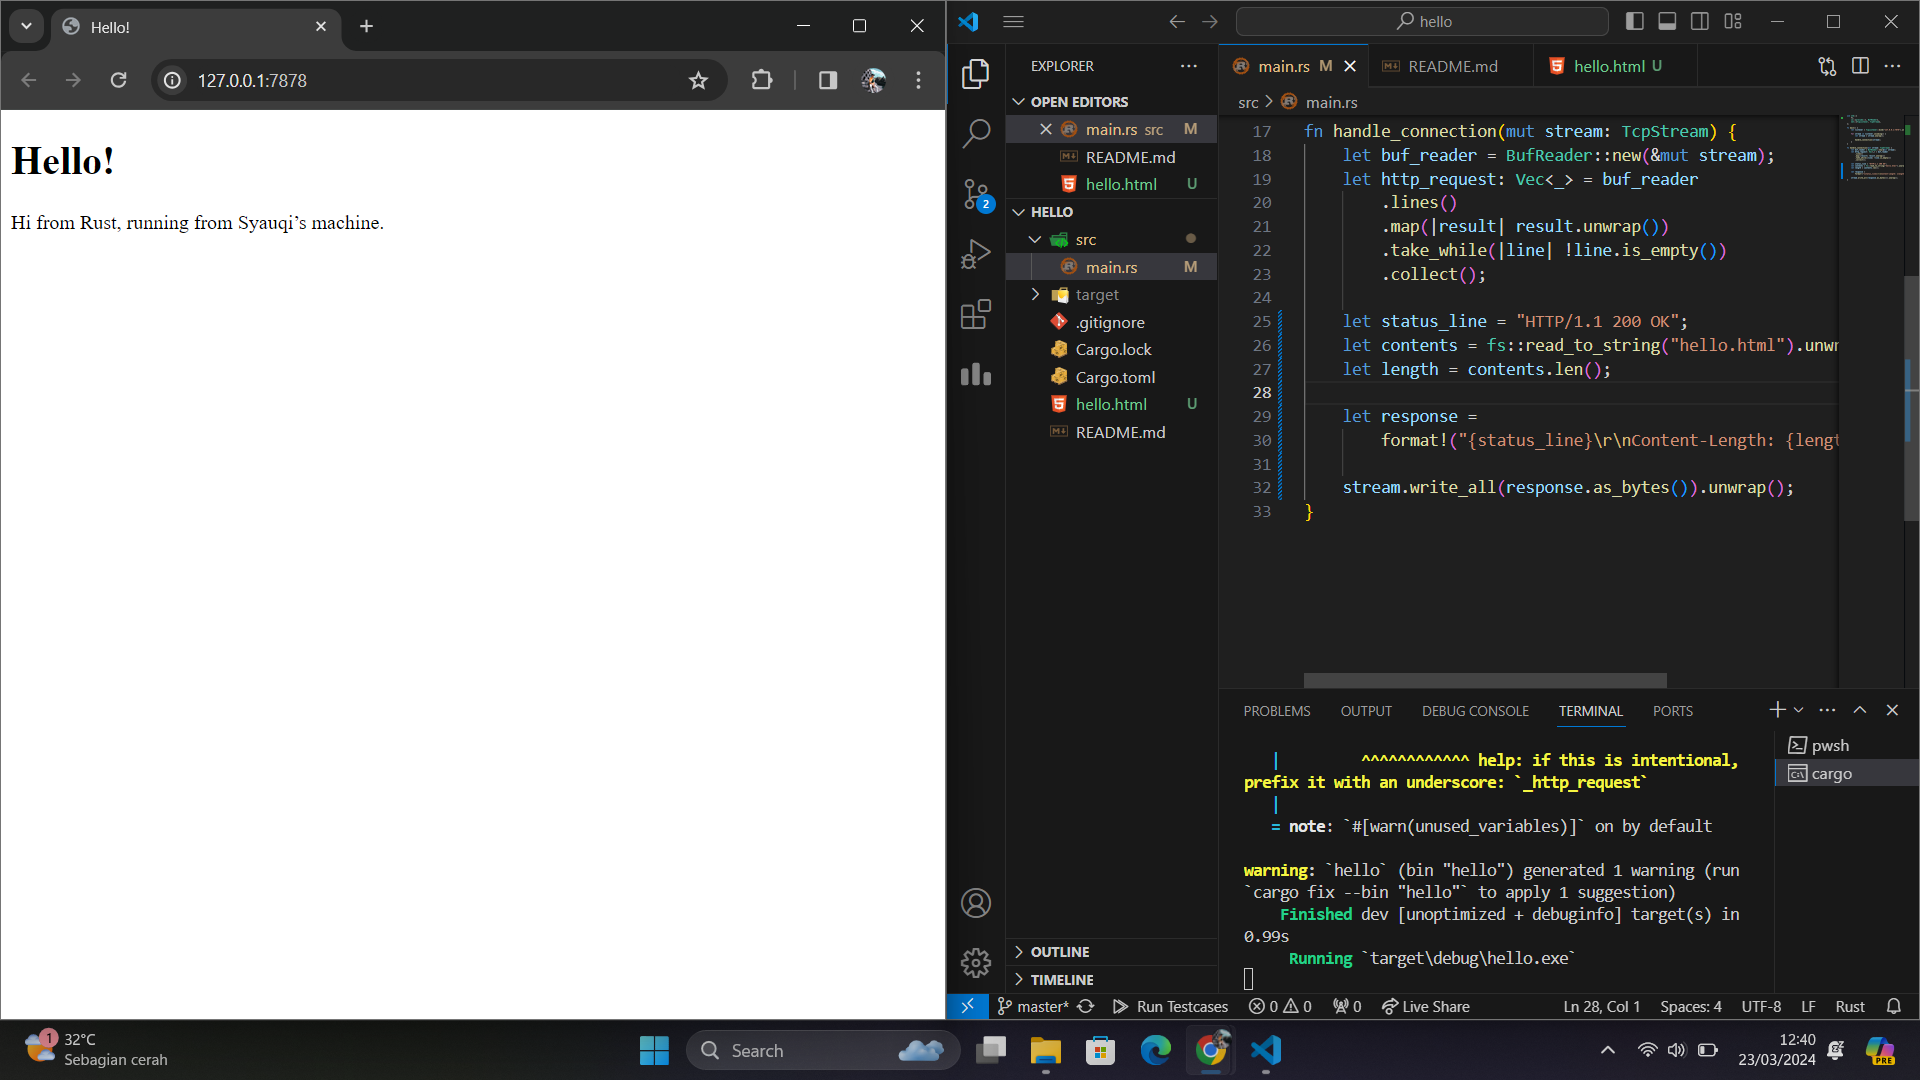 Hello!
127.0.0.1:7878
Hello!
Hi from Rust, running from Syauqi’s machine.
hello
EXPLORER
OPEN EDITORS
main.rs src M
README.md
hello.html U
2
HELLO
src
main.rs M
target
.gitignore
Cargo.lock
Cargo.toml
hello.html U
README.md
OUTLINE
TIMELINE
main.rs M
README.md
hello.html U
src > main.rs
17 fn handle_connection(mut stream: TcpStream) {
18 let buf_reader = BufReader::new(&mut stream);
19 let http_request: Vec<_> = buf_reader
20 .lines()
21 .map(|result| result.unwrap())
22 .take_while(|line| !line.is_empty())
23 .collect();
24
25 let status_line = "HTTP/1.1 200 OK";
26 let contents = fs::read_to_string("hello.html").unw
27 let length = contents.len();
28
29 let response =
30 format!("{status_line}\r\nContent-Length: {lengt
31
32 stream.write_all(response.as_bytes()).unwrap();
33 }
PROBLEMS OUTPUT DEBUG CONSOLE TERMINAL PORTS
| ^^^^^^^^^^^^ help: if this is intentional,
prefix it with an underscore: `_http_request`
|
= note: `#[warn(unused_variables)]` on by default
warning: `hello` (bin "hello") generated 1 warning (run
`cargo fix --bin "hello"` to apply 1 suggestion)
Finished dev [unoptimized + debuginfo] target(s) in
0.99s
Running `target\debug\hello.exe`
pwsh
cargo
master* Run Testcases 0 0 0 Live Share Ln 28, Col 1 Spaces: 4 UTF-8 LF Rust
1
32°C
Sebagian cerah
Search
12:40
23/03/2024
PRE